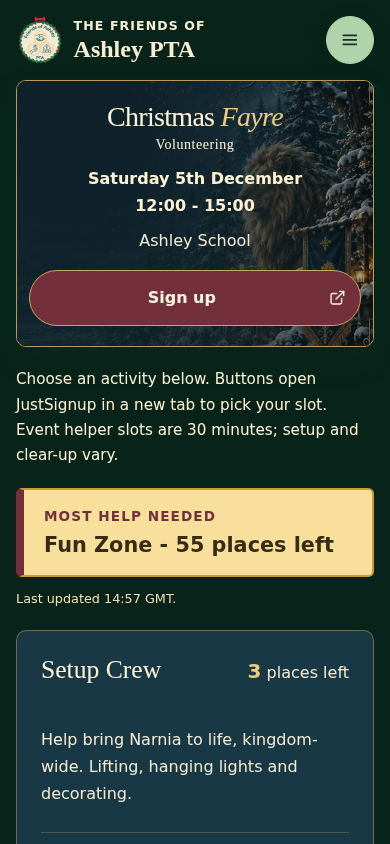 THE FRIENDS OF
Ashley PTA
Christmas Fayre
Volunteering
Saturday 5th December
12:00 - 15:00
Ashley School
Sign up
Choose an activity below. Buttons open
JustSignup in a new tab to pick your slot.
Event helper slots are 30 minutes; setup and
clear-up vary.
MOST HELP NEEDED
Fun Zone - 55 places left
Last updated 14:57 GMT.
Setup Crew
3 places left
Help bring Narnia to life, kingdom-
wide. Lifting, hanging lights and
decorating.